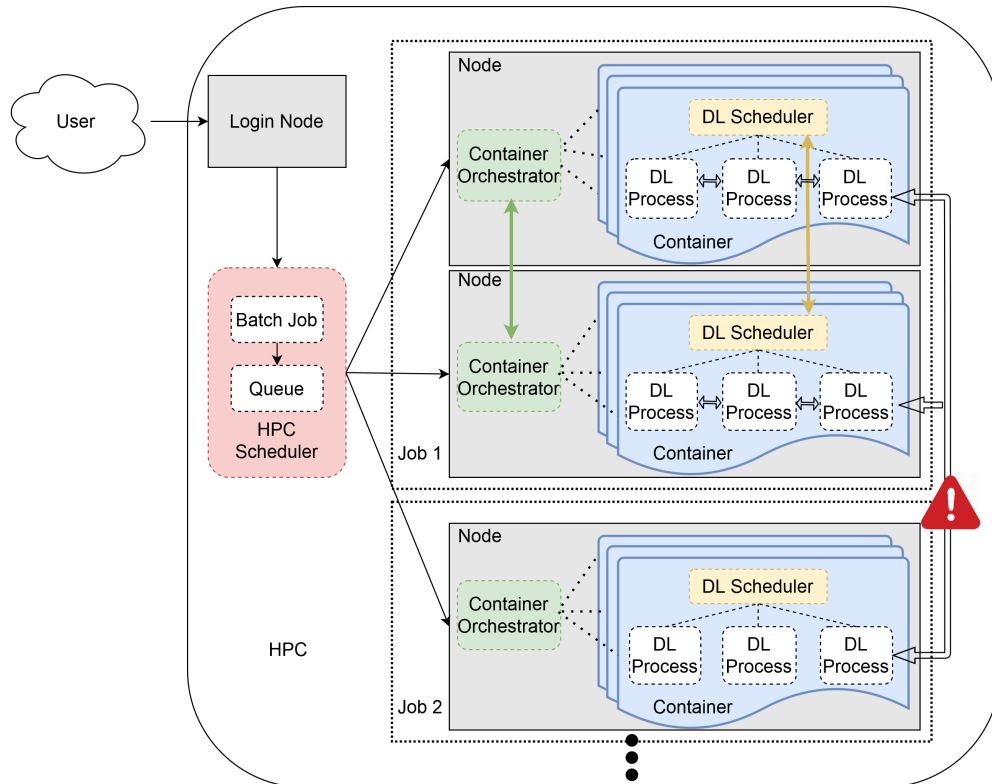 User
Login Node
Batch Job
Queue
HPC
Scheduler
HPC
Job 1
Node
Container
Orchestrator
DL Scheduler
DL
Process
DL
Process
DL
Process
Container
Node
Container
Orchestrator
DL Scheduler
DL
Process
DL
Process
DL
Process
Container
Job 2
Node
Container
Orchestrator
DL Scheduler
DL
Process
DL
Process
DL
Process
Container
!